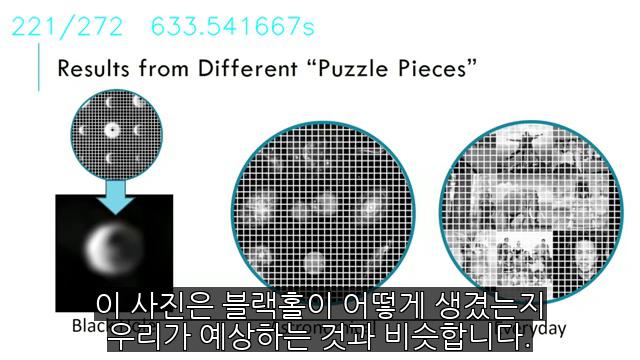 221/272 633.541667s
Results from Different “Puzzle Pieces”
이 사진은 블랙홀이 어떻게 생겼는지
우리가 예상하는 것과 비슷합니다.
Black